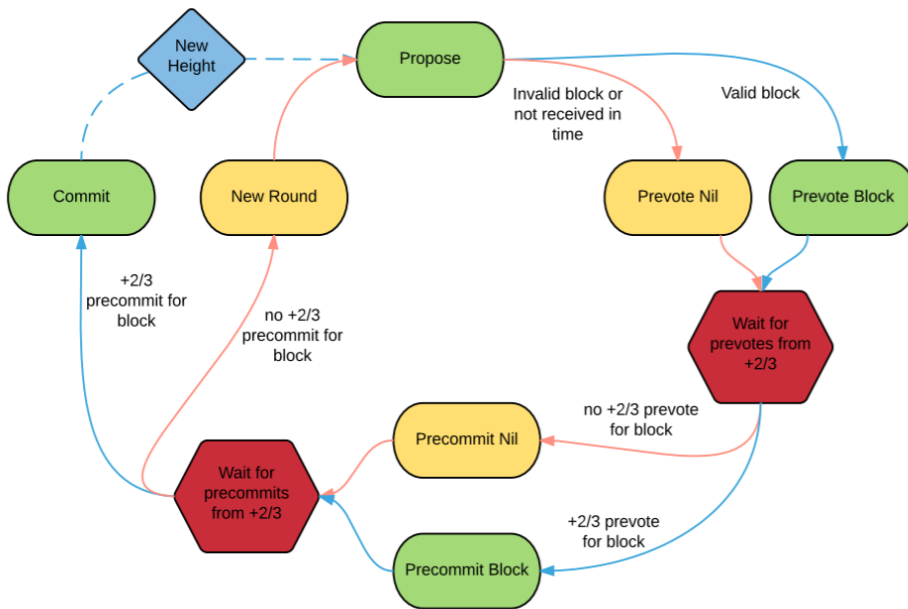 New
Height
Propose
Invalid block or
not received in
time
Valid block
Commit
New Round
Prevote Nil
Prevote Block
+2/3
precommit for
block
no +2/3
precommit for
block
Wait for
prevotes from
+2/3
no +2/3 prevote
for block
Precommit Nil
Wait for
precommits
from +2/3
+2/3 prevote
for block
Precommit Block